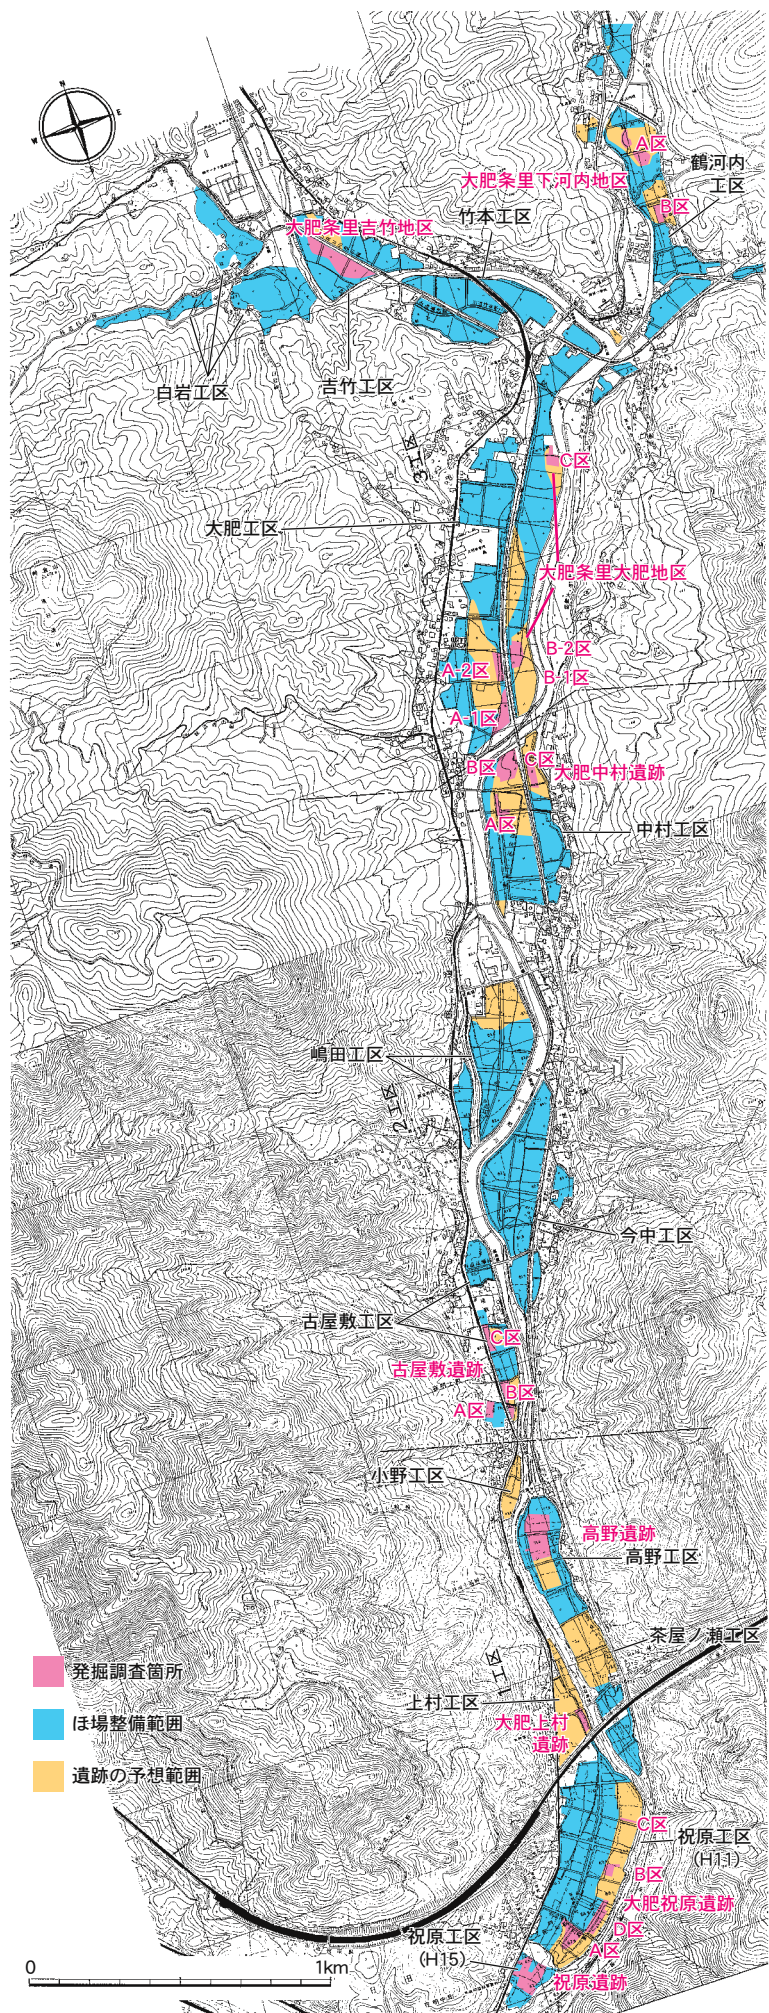 N
E
W
S
A区
鶴河内
工区
大肥条里下河内地区
B区
竹本工区
大肥条里吉竹地区
白岩工区
吉竹工区
3工区
C区
大肥工区
大肥条里大肥地区
B-2区
A-2区
B-1区
A-1区
C区
B区
大肥中村遺跡
A区
中村工区
嶋田工区
2工区
今中工区
古屋敷工区
C区
古屋敷遺跡
B区
A区
小野工区
高野遺跡
高野工区
茶屋ノ瀬工区
1工区
発掘調査箇所
上村工区
大肥上村
遺跡
ほ場整備範囲
遺跡の予想範囲
C区
祝原工区
(H11)
B区
大肥祝原遺跡
D区
祝原工区
(H15)
A区
祝原遺跡
0
1km